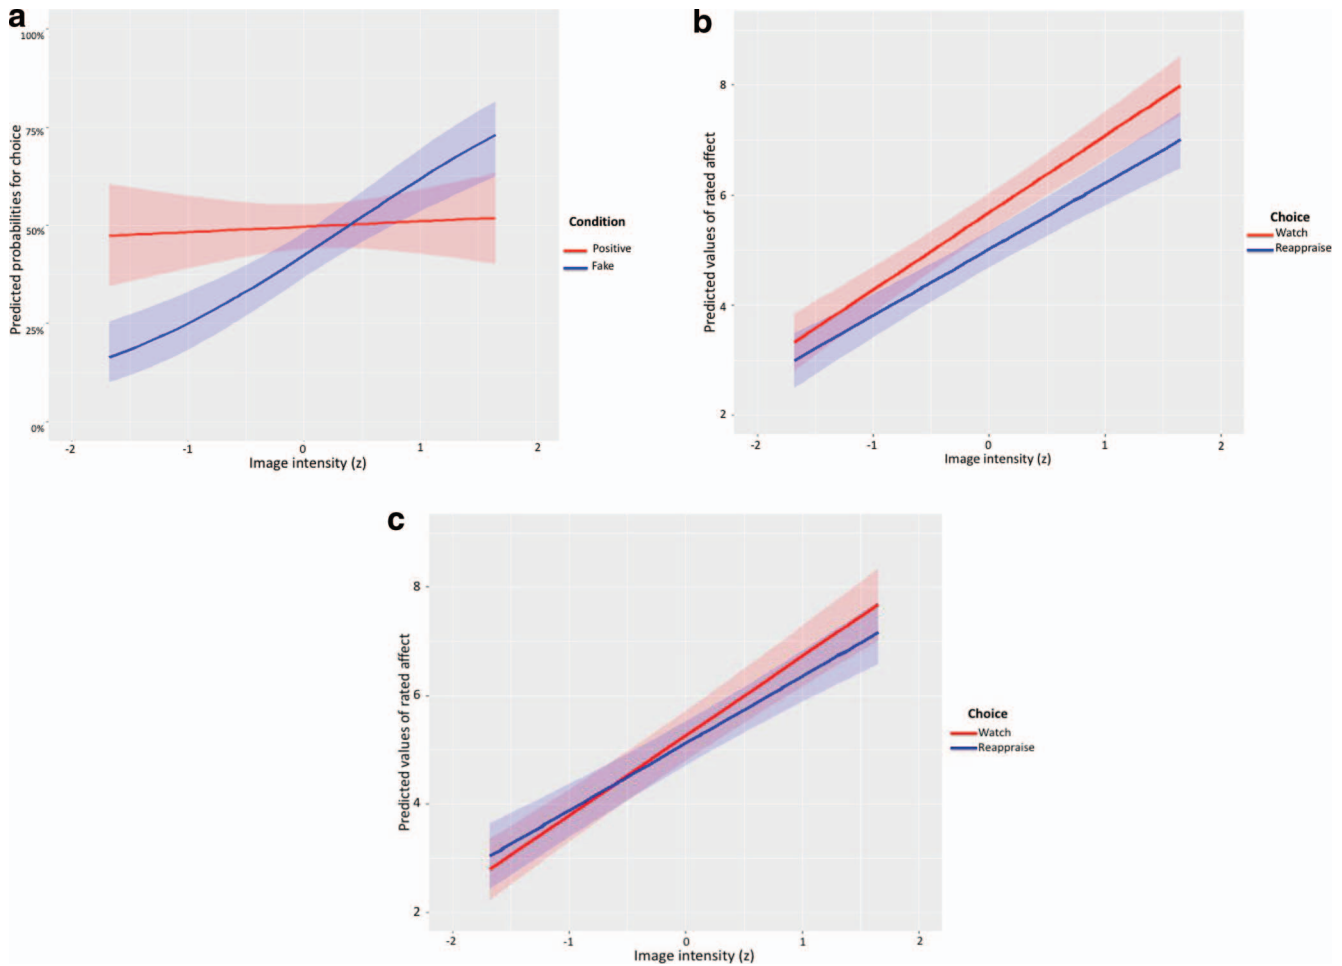 a
100%
75%
50%
25%
0%
Predicted probabilities for choice
-2
-1
0
1
2
Image intensity (z)
Condition
Positive
Fake
b
8
6
4
2
Predicted values of rated affect
-2
-1
0
1
2
Image intensity (z)
Choice
Watch
Reappraise
c
8
6
4
2
Predicted values of rated affect
-2
-1
0
1
2
Image intensity (z)
Choice
Watch
Reappraise